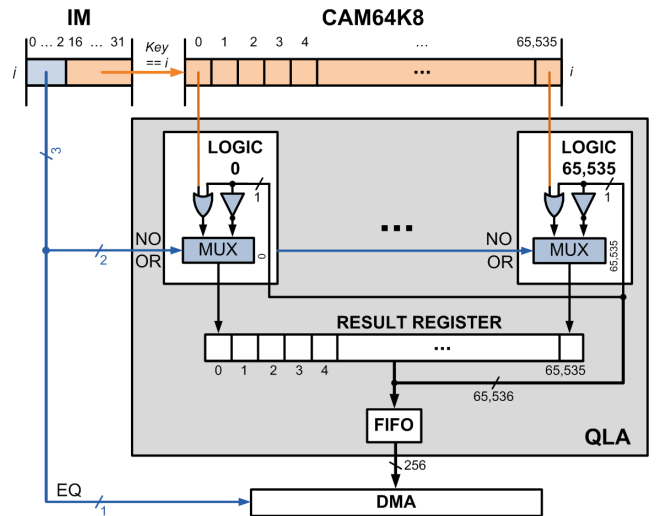 IM CAM64K8
0 ... 2 16 ... 31 Key == i 0 1 2 3 4 ... 65,535
i ... i
LOGIC 0 LOGIC 65,535
3
1 1
...
NO OR MUX 0 NO OR MUX 65,535
2
RESULT REGISTER
...
0 1 2 3 4 65,535
65,536
FIFO
QLA
256
EQ
1
DMA